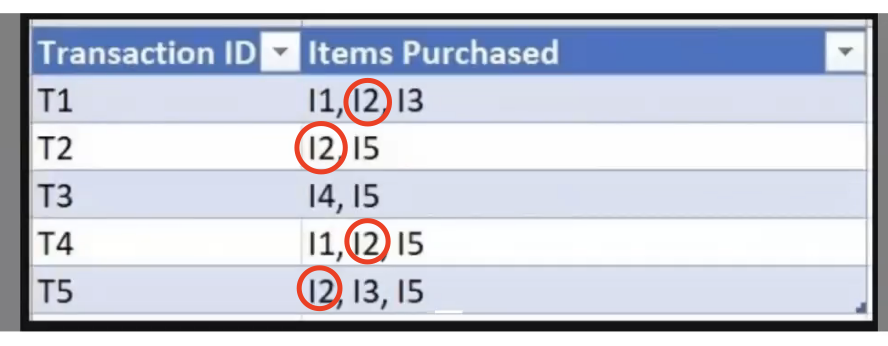 Transaction ID Items Purchased
T1 I1, I2, I3
T2 I2, I5
T3 I4, I5
T4 I1, I2, I5
T5 I2, I3, I5